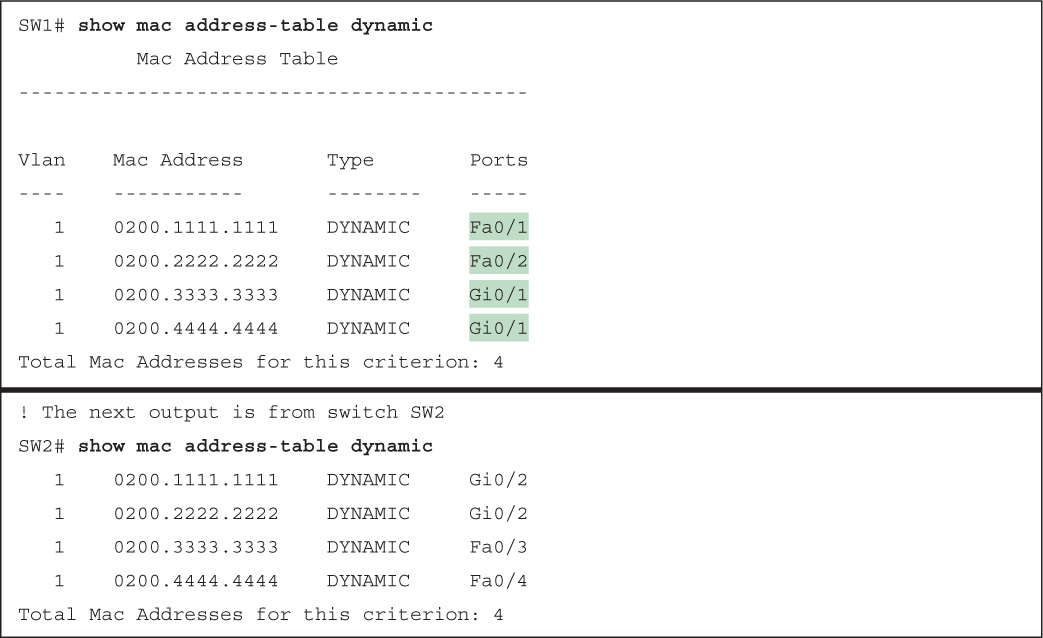 SW1# show mac address-table dynamic
          Mac Address Table
-------------------------------------------

Vlan    Mac Address       Type        Ports
----    -----------       --------    -----
   1    0200.1111.1111    DYNAMIC     Fa0/1
   1    0200.2222.2222    DYNAMIC     Fa0/2
   1    0200.3333.3333    DYNAMIC     Gi0/1
   1    0200.4444.4444    DYNAMIC     Gi0/1
Total Mac Addresses for this criterion: 4
! The next output is from switch SW2
SW2# show mac address-table dynamic
   1    0200.1111.1111    DYNAMIC     Gi0/2
   1    0200.2222.2222    DYNAMIC     Gi0/2
   1    0200.3333.3333    DYNAMIC     Fa0/3
   1    0200.4444.4444    DYNAMIC     Fa0/4
Total Mac Addresses for this criterion: 4